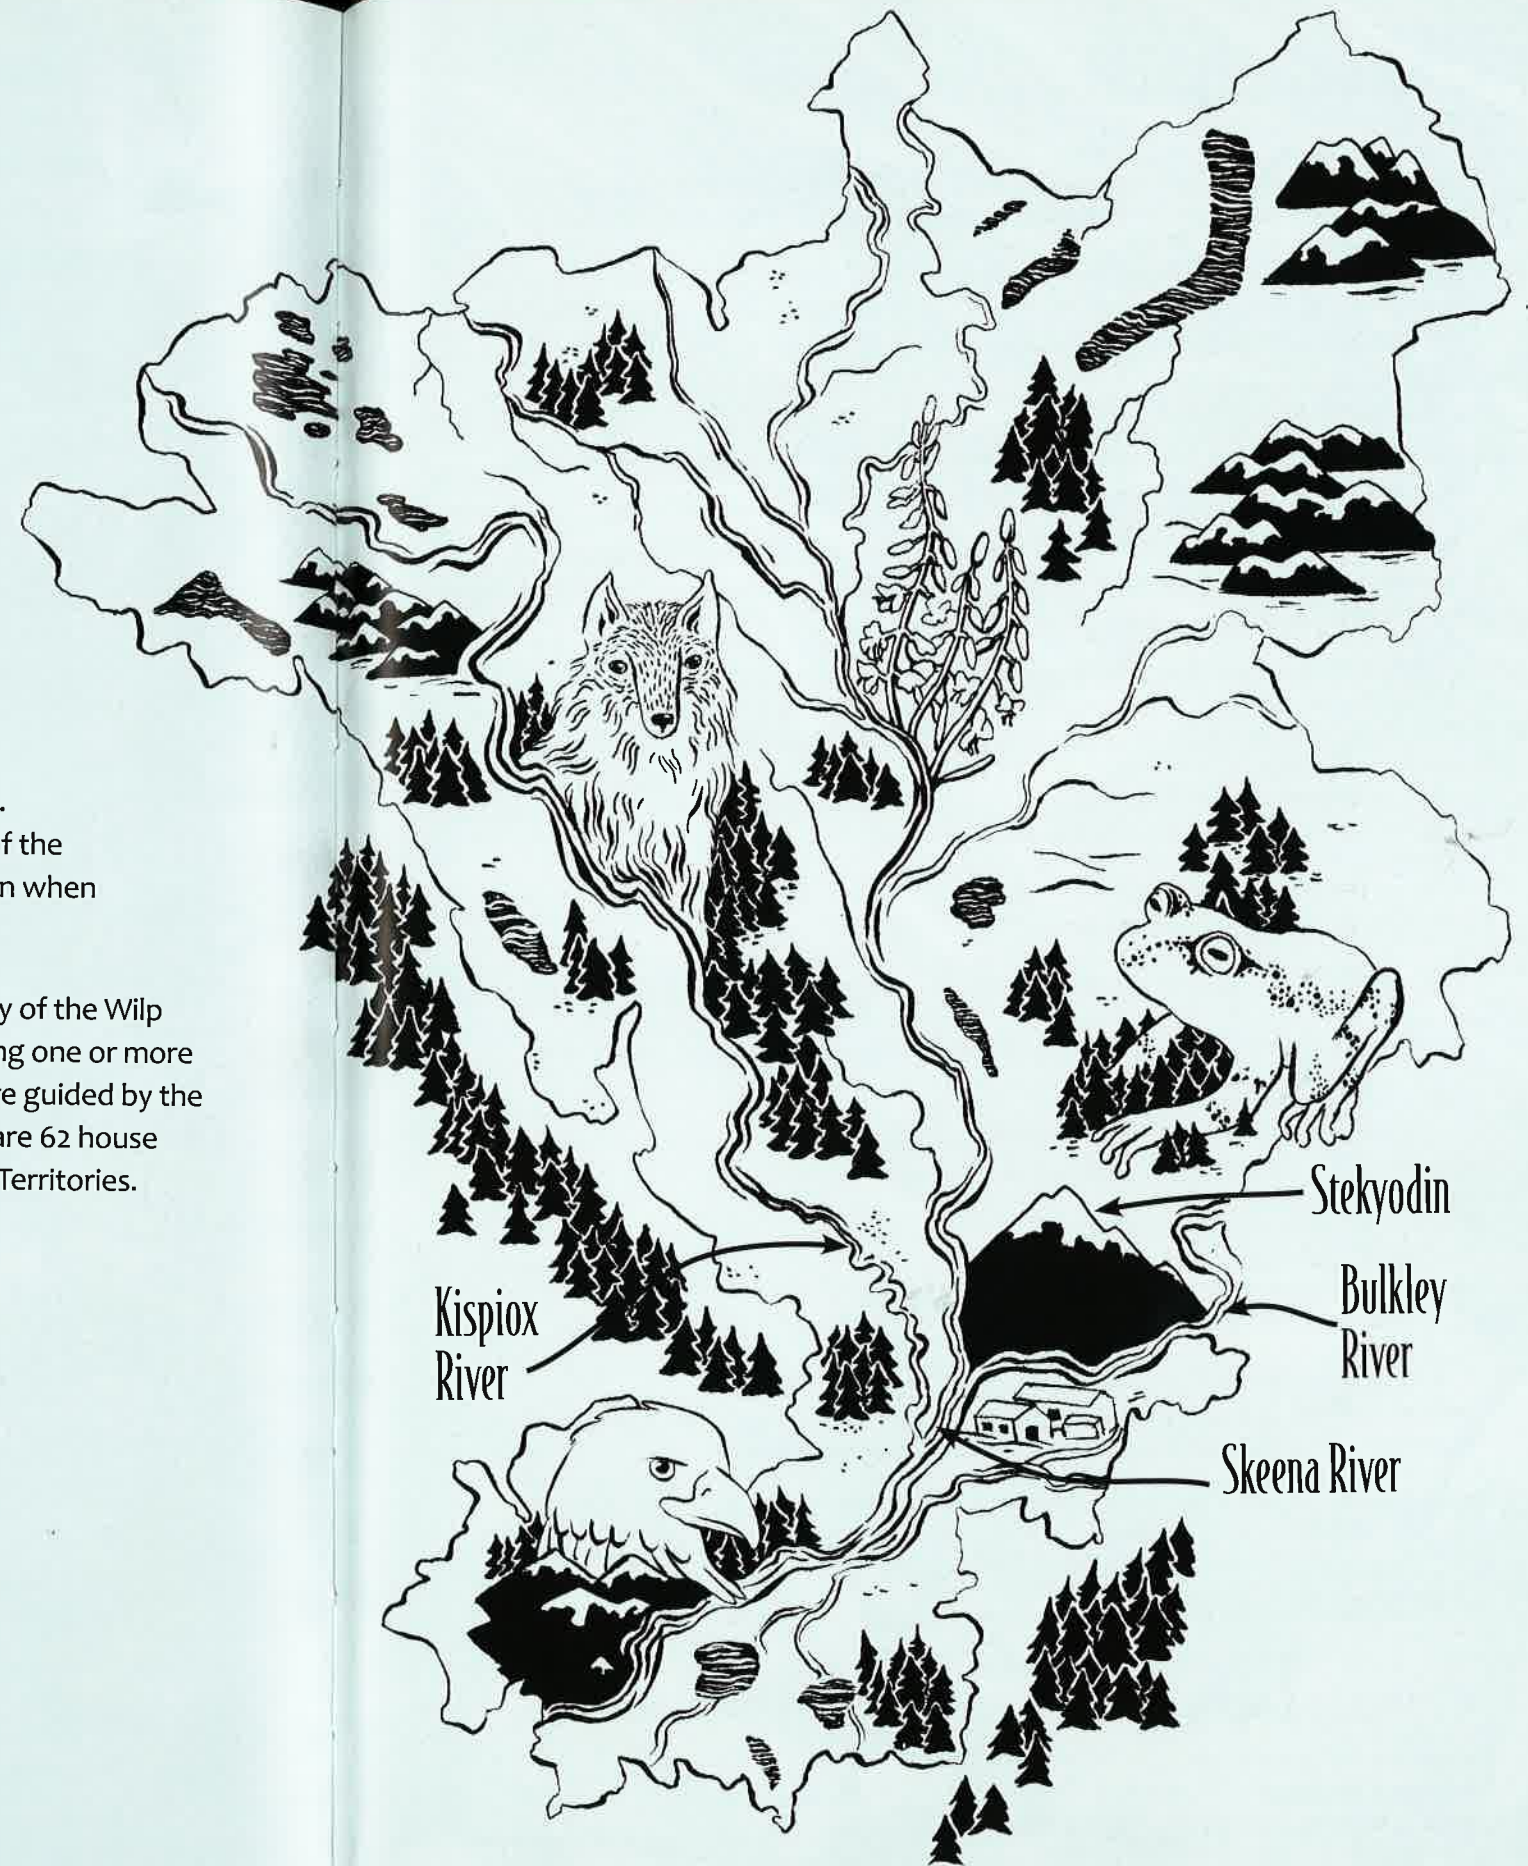 .
f the
n when
y of the Wilp
ng one or more
re guided by the
are 62 house
Territories.
Stekyodin
Kispiox
River
Bulkley
River
Skeena River